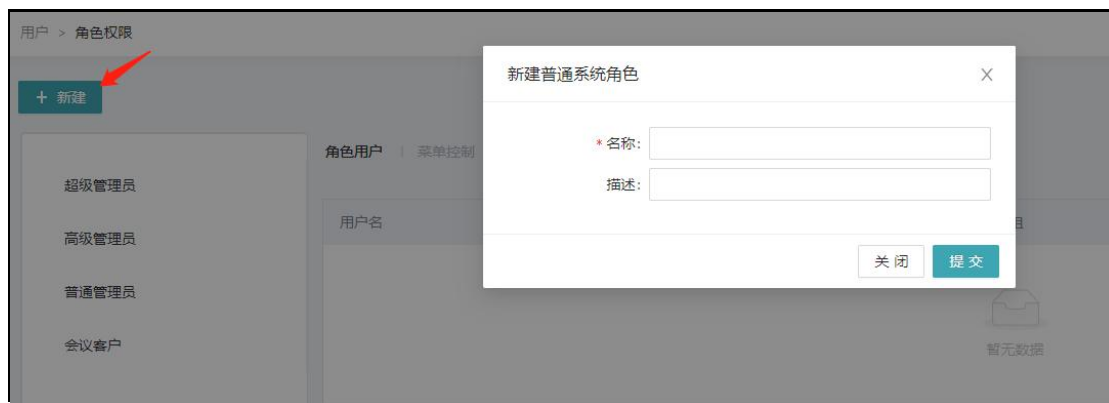 用户 > 角色权限
+ 新建
新建普通系统角色
* 名称:
描述:
关 闭
提 交
超级管理员
高级管理员
普通管理员
会议客户
角色用户 | 菜单控制
用户名
暂无数据